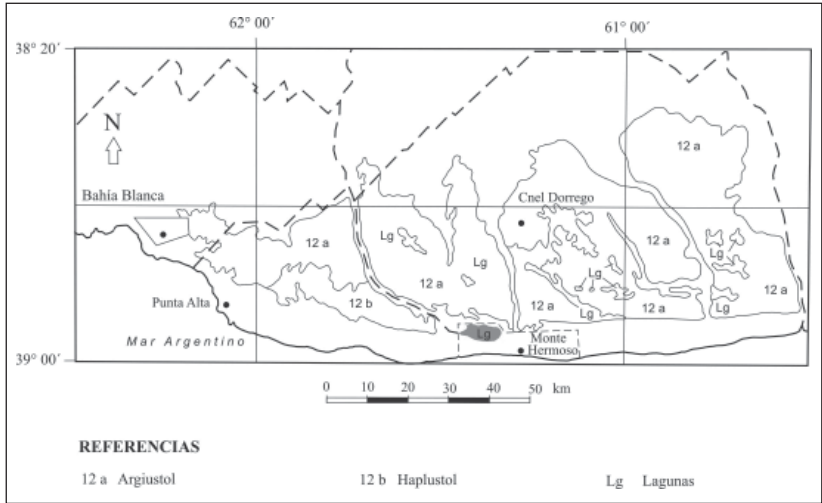 62° 00´ 61° 00´
38° 20´
N
12 a
Bahía Blanca
Cnel Dorrego
12 a Lg Lg 12 a Lg
Lg
12 a 12 a
Punta Alta 12 b
12 a Lg 12 a Lg
Lg Monte
Hermoso
Mar Argentino
39° 00´
0 10 20 30 40 50 km
REFERENCIAS
12 a Argiustol 12 b Haplustol Lg Lagunas